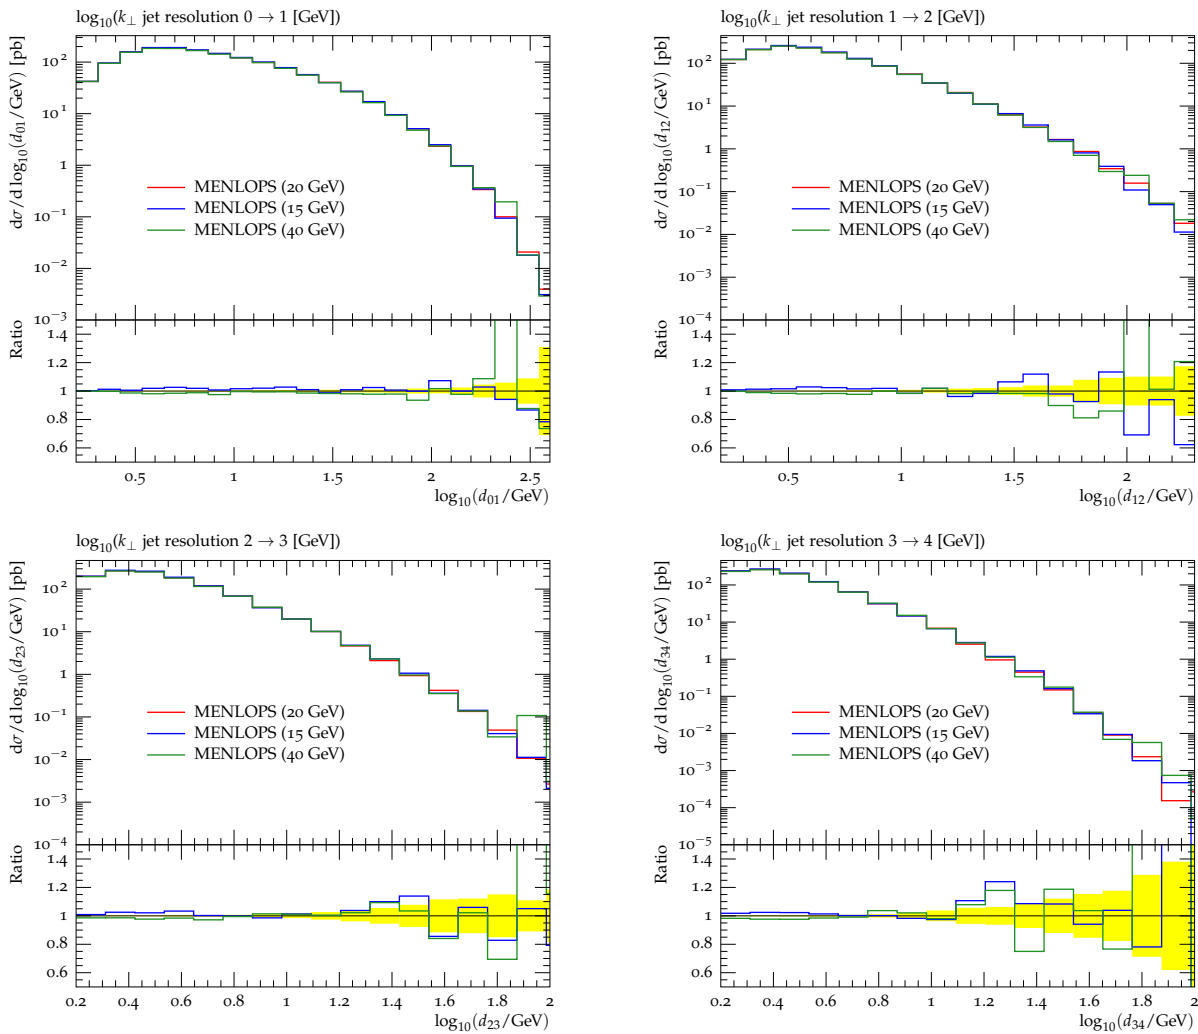 log₁₀(k⊥ jet resolution 0 → 1 [GeV])
dσ/d log₁₀(d₀₁/GeV) [pb]
10²
10¹
1
10⁻¹
10⁻²
10⁻³
MENLOPS (20 GeV)
MENLOPS (15 GeV)
MENLOPS (40 GeV)
Ratio
1.4
1.2
1
0.8
0.6
0.5 1 1.5 2 2.5
log₁₀(d₀₁/GeV)
log₁₀(k⊥ jet resolution 1 → 2 [GeV])
dσ/d log₁₀(d₁₂/GeV) [pb]
10²
10¹
1
10⁻¹
10⁻²
10⁻³
10⁻⁴
MENLOPS (20 GeV)
MENLOPS (15 GeV)
MENLOPS (40 GeV)
Ratio
1.4
1.2
1
0.8
0.6
0.5 1 1.5 2
log₁₀(d₁₂/GeV)
log₁₀(k⊥ jet resolution 2 → 3 [GeV])
dσ/d log₁₀(d₂₃/GeV) [pb]
10²
10¹
1
10⁻¹
10⁻²
10⁻³
10⁻⁴
MENLOPS (20 GeV)
MENLOPS (15 GeV)
MENLOPS (40 GeV)
Ratio
1.4
1.2
1
0.8
0.6
0.2 0.4 0.6 0.8 1 1.2 1.4 1.6 1.8 2
log₁₀(d₂₃/GeV)
log₁₀(k⊥ jet resolution 3 → 4 [GeV])
dσ/d log₁₀(d₃₄/GeV) [pb]
10²
10¹
1
10⁻¹
10⁻²
10⁻³
10⁻⁴
10⁻⁵
MENLOPS (20 GeV)
MENLOPS (15 GeV)
MENLOPS (40 GeV)
Ratio
1.4
1.2
1
0.8
0.6
0.2 0.4 0.6 0.8 1 1.2 1.4 1.6 1.8 2
log₁₀(d₃₄/GeV)